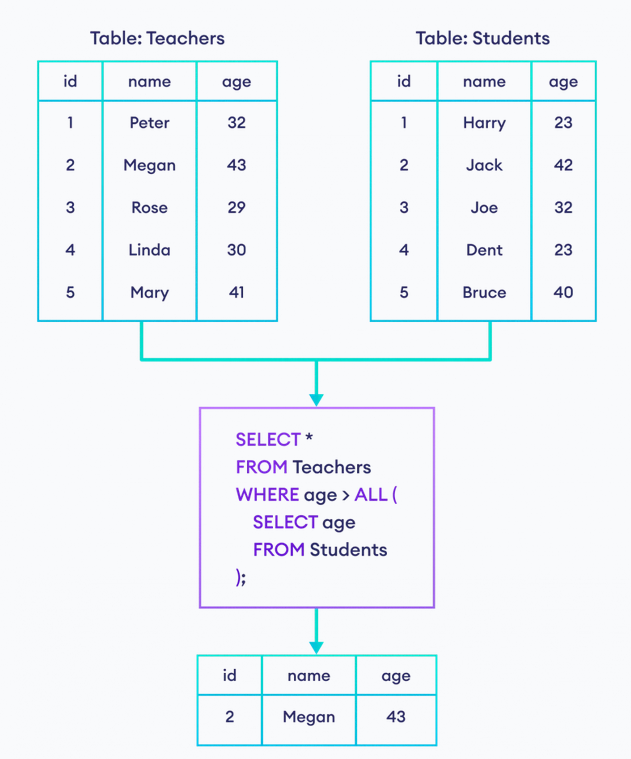 Table: Teachers
id name age
1 Peter 32
2 Megan 43
3 Rose 29
4 Linda 30
5 Mary 41
Table: Students
id name age
1 Harry 23
2 Jack 42
3 Joe 32
4 Dent 23
5 Bruce 40
SELECT *
FROM Teachers
WHERE age > ALL (
SELECT age
FROM Students
);
id name age
2 Megan 43